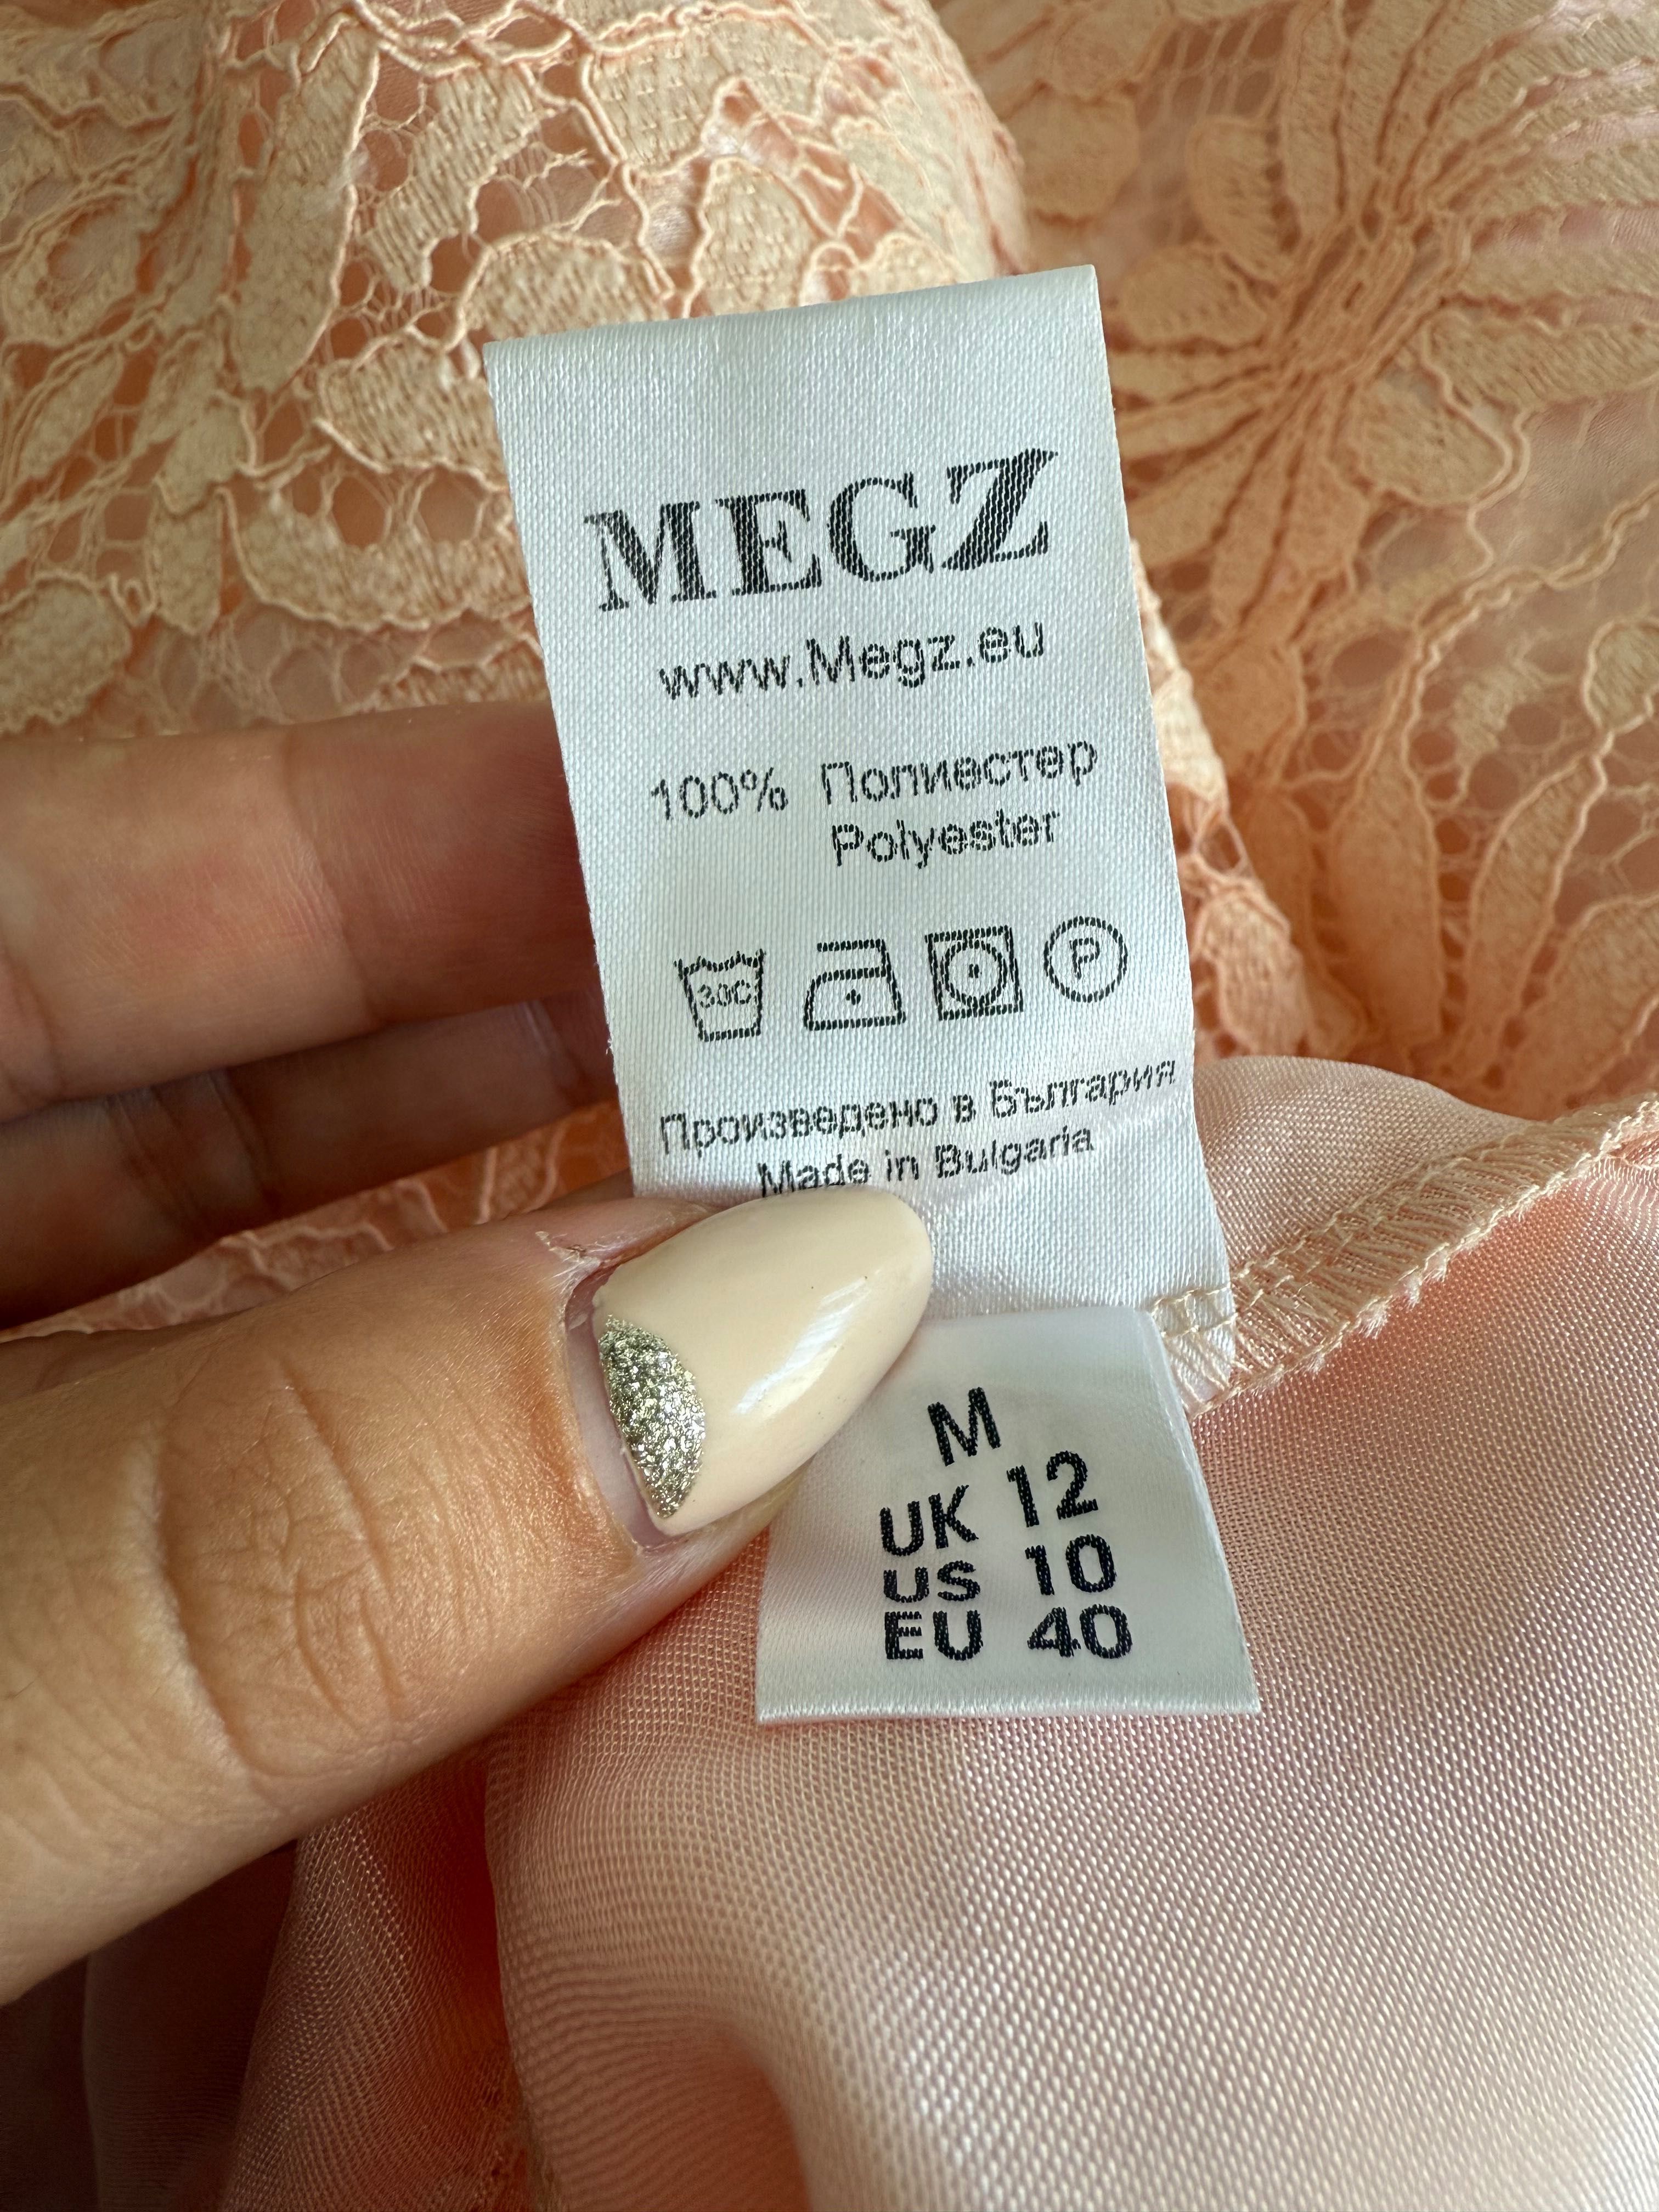 MEGZ
www.Megz.eu
100% Полиестер
Polyester
30C
P
Произведено в България
Made in Bulgaria
M
UK 12
US 10
EU 40